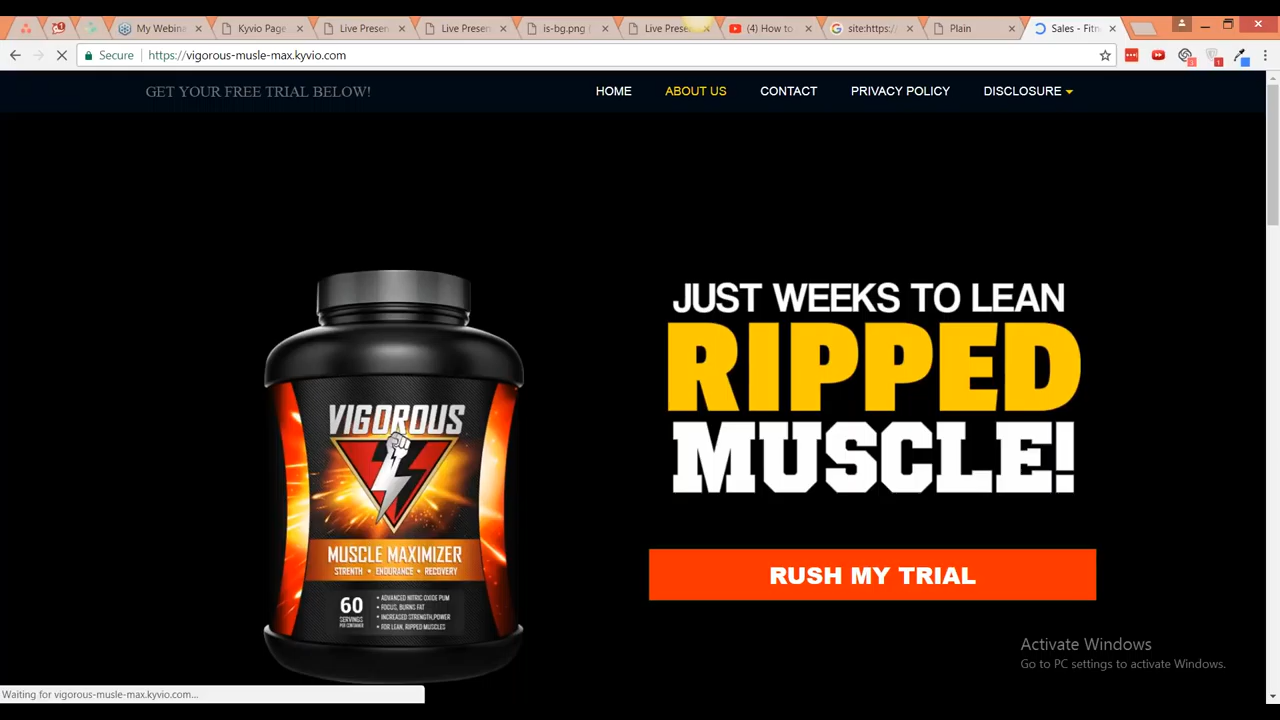 My Webina
Kyvio Page
Live Presen
Live Presen
is-bg.png (
Live Prese
(4) How to
site:https:/
Plain
Sales - Fitn
Secure
https://vigorous-musle-max.kyvio.com
GET YOUR FREE TRIAL BELOW!
HOME
ABOUT US
CONTACT
PRIVACY POLICY
DISCLOSURE
JUST WEEKS TO LEAN
RIPPED
MUSCLE!
VIGOROUS
MUSCLE MAXIMIZER
STRENTH • ENDURANCE • RECOVERY
60
SERVINGS
PER CONTAINER
• ADVANCED NITRIC OXIDE PUM
• FOCUS, BURNS FAT
• INCREASED STRENGTH,POWER
• FOR LEAN, RIPPED MUSCLES
RUSH MY TRIAL
Activate Windows
Go to PC settings to activate Windows.
Waiting for vigorous-musle-max.kyvio.com...